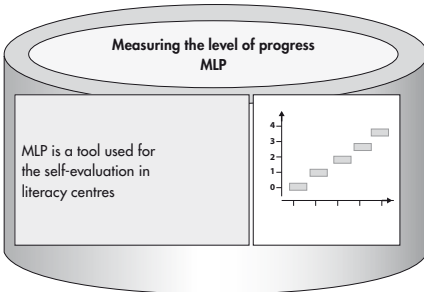 Measuring the level of progress
MLP
MLP is a tool used for
the self-evaluation in
literacy centres
4
3
2
1
0